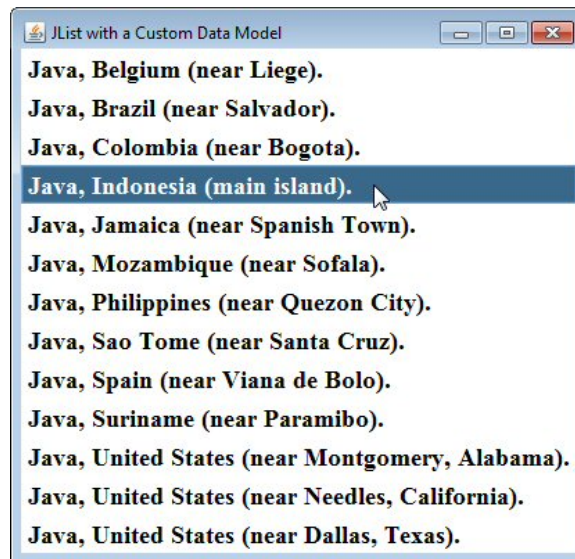 JList with a Custom Data Model
Java, Belgium (near Liege).
Java, Brazil (near Salvador).
Java, Colombia (near Bogota).
Java, Indonesia (main island).
Java, Jamaica (near Spanish Town).
Java, Mozambique (near Sofala).
Java, Philippines (near Quezon City).
Java, Sao Tome (near Santa Cruz).
Java, Spain (near Viana de Bolo).
Java, Suriname (near Paramibo).
Java, United States (near Montgomery, Alabama).
Java, United States (near Needles, California).
Java, United States (near Dallas, Texas).